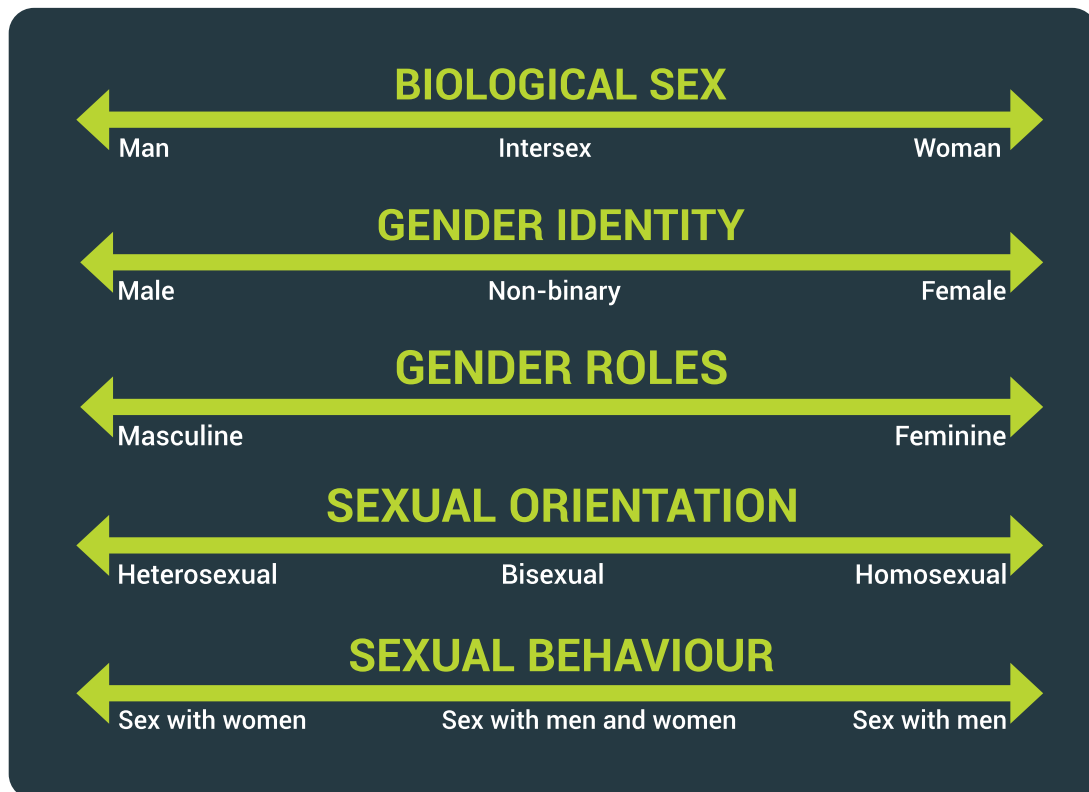 BIOLOGICAL SEX
Man Intersex Woman
GENDER IDENTITY
Male Non-binary Female
GENDER ROLES
Masculine Feminine
SEXUAL ORIENTATION
Heterosexual Bisexual Homosexual
SEXUAL BEHAVIOUR
Sex with women Sex with men and women Sex with men